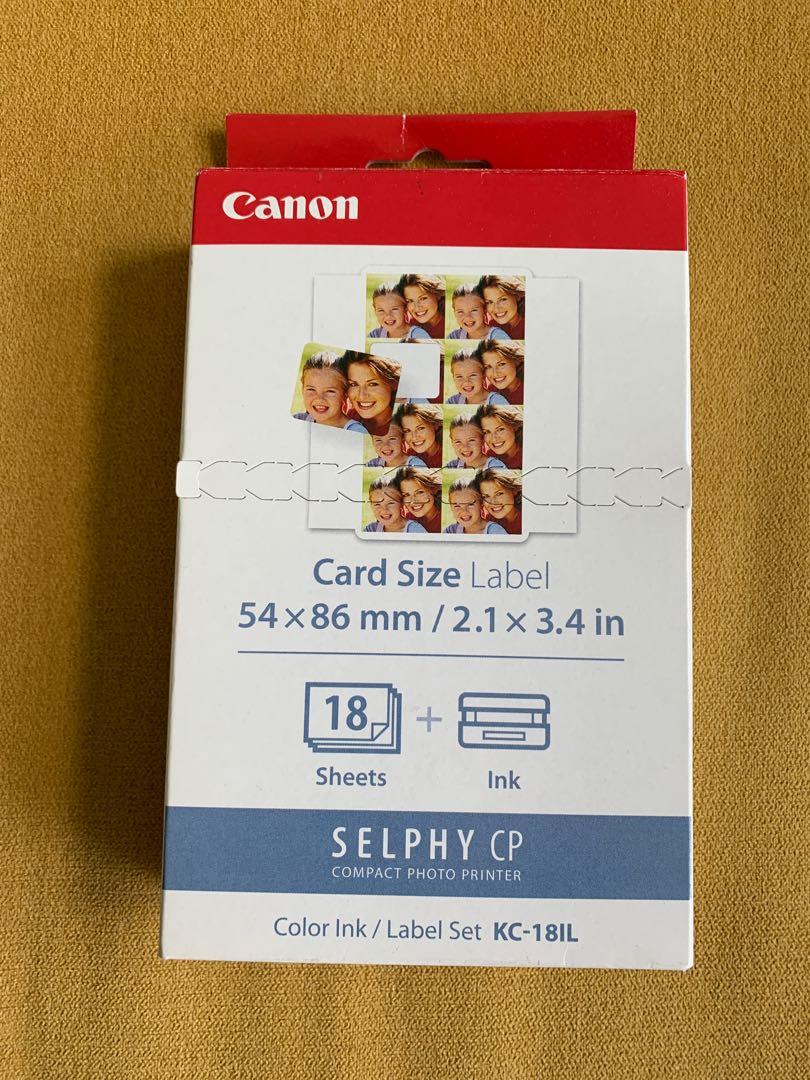 Canon
Card Size Label
54×86 mm / 2.1×3.4 in
18
Sheets
+
Ink
SELPHY CP
COMPACT PHOTO PRINTER
Color Ink / Label Set KC-18IL